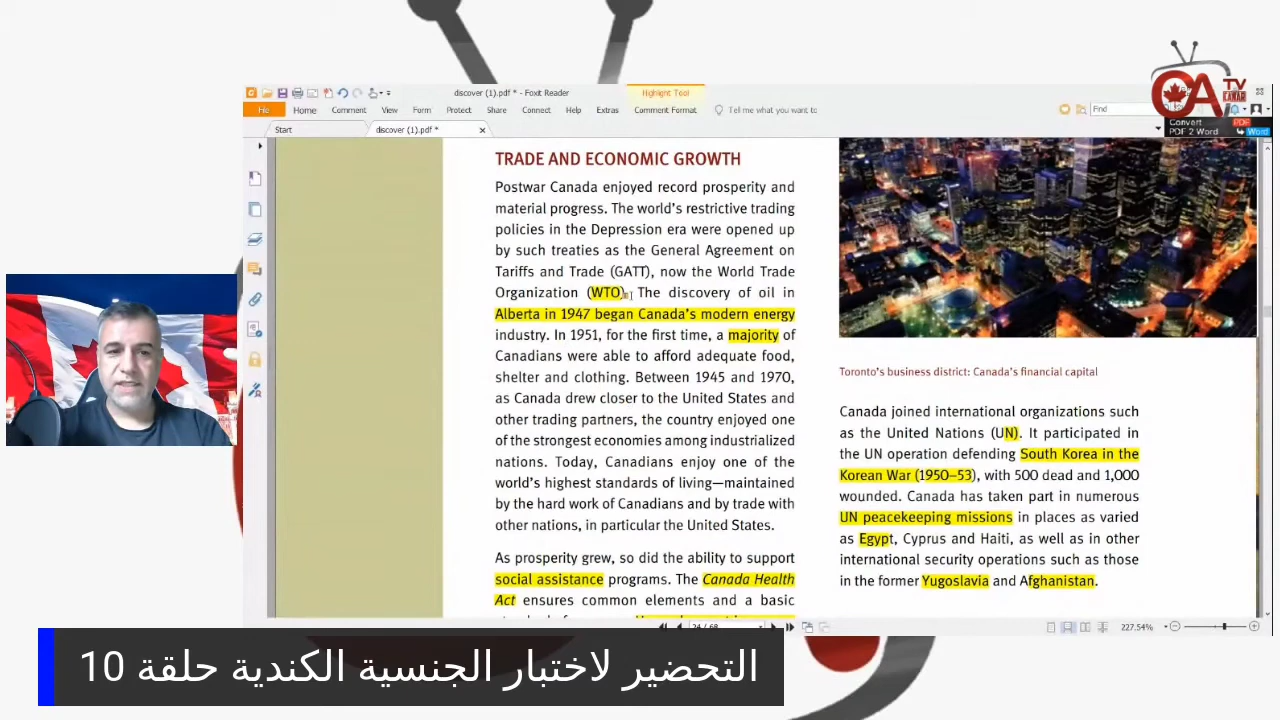 CA TV
KANAR
discover (1).pdf * - Foxit Reader
Highlight Tool
File Home Comment View Form Protect Share Connect Help Extras Comment Format Tell me what you want to Find
Start
discover (1).pdf *
Convert PDF
PDF 2 Word Word
TRADE AND ECONOMIC GROWTH
Postwar Canada enjoyed record prosperity and
material progress. The world's restrictive trading
policies in the Depression era were opened up
by such treaties as the General Agreement on
Tariffs and Trade (GATT), now the World Trade
Organization (WTO). The discovery of oil in
Alberta in 1947 began Canada's modern energy
industry. In 1951, for the first time, a majority of
Canadians were able to afford adequate food,
shelter and clothing. Between 1945 and 1970,
as Canada drew closer to the United States and
other trading partners, the country enjoyed one
of the strongest economies among industrialized
nations. Today, Canadians enjoy one of the
world's highest standards of living—maintained
by the hard work of Canadians and by trade with
other nations, in particular the United States.
As prosperity grew, so did the ability to support
social assistance programs. The Canada Health
Act ensures common elements and a basic
Toronto's business district: Canada's financial capital
Canada joined international organizations such
as the United Nations (UN). It participated in
the UN operation defending South Korea in the
Korean War (1950–53), with 500 dead and 1,000
wounded. Canada has taken part in numerous
UN peacekeeping missions in places as varied
as Egypt, Cyprus and Haiti, as well as in other
international security operations such as those
in the former Yugoslavia and Afghanistan.
24 / 68
227.54%
التحضير لاختبار الجنسية الكندية حلقة 10